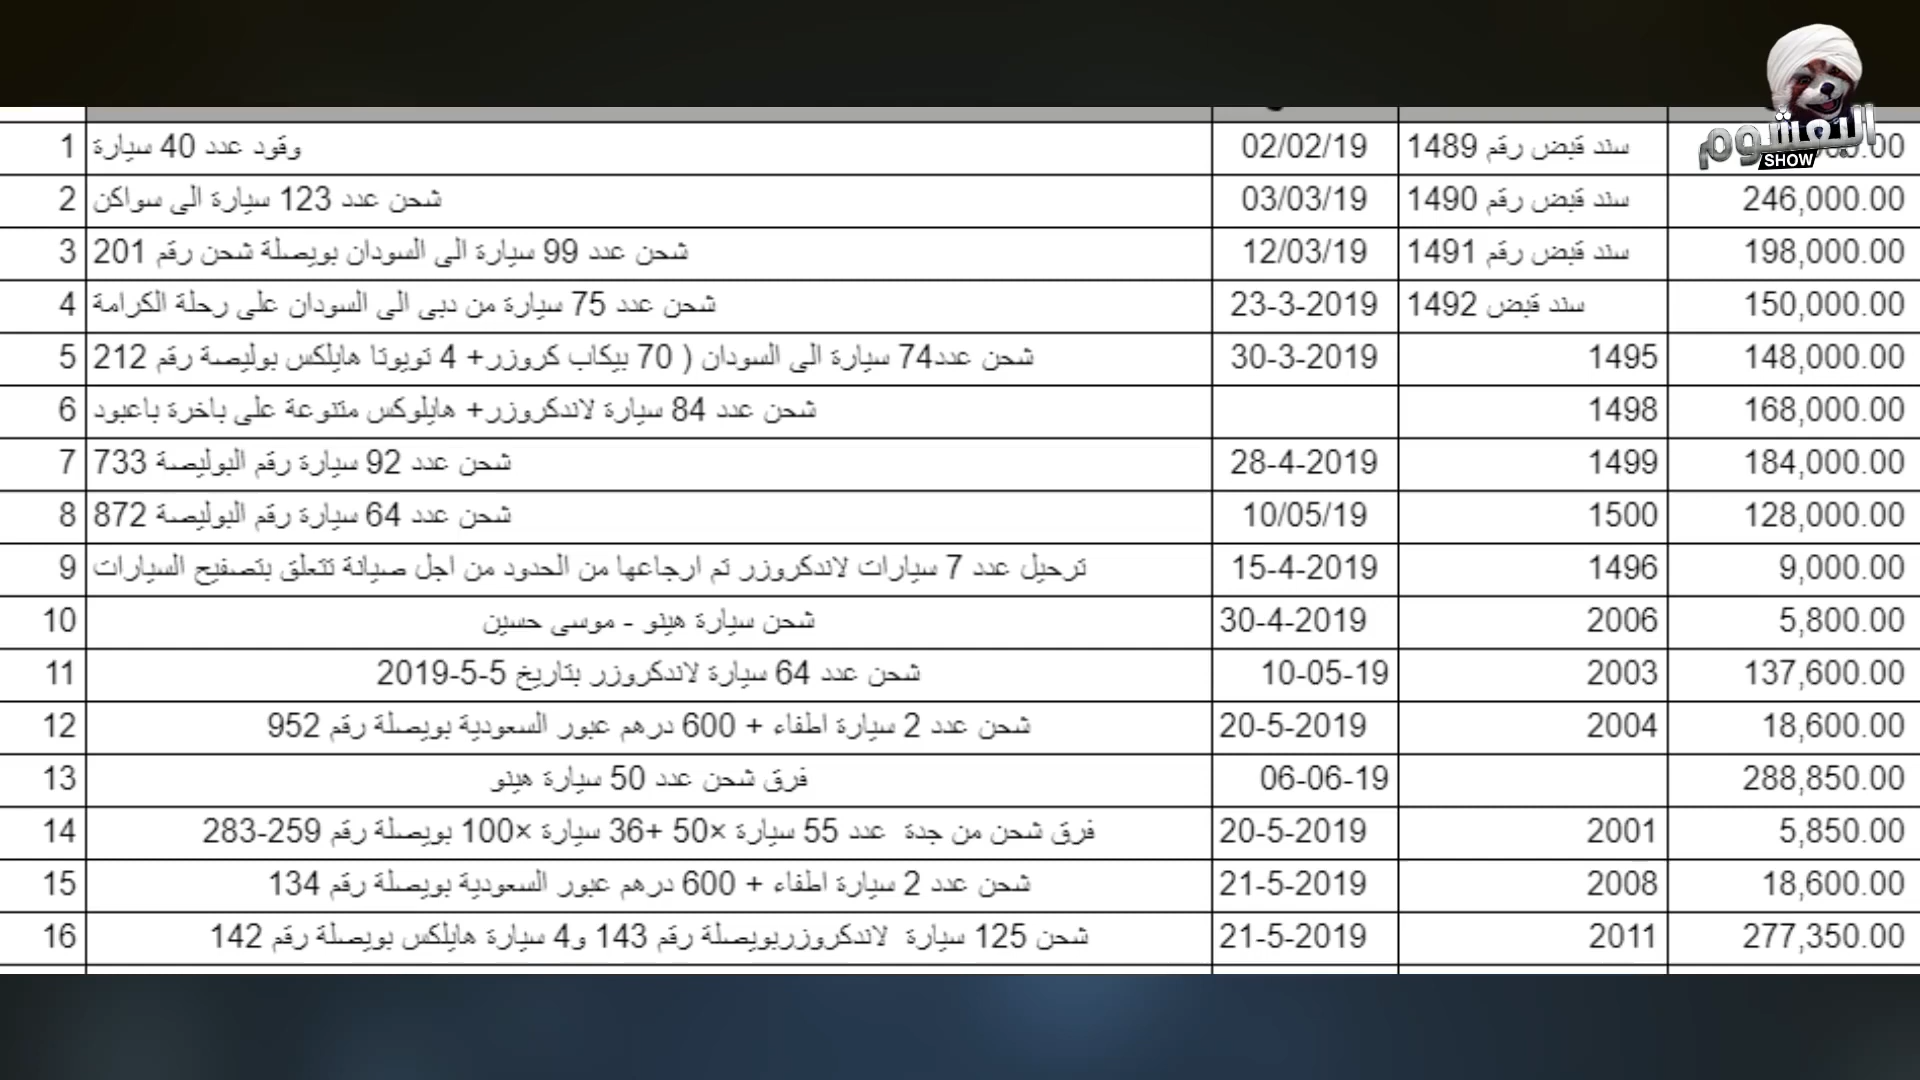 البعشوم
SHOW
1 وقود عدد 40 سيارة 02/02/19 سند قبض رقم 1489
2 شحن عدد 123 سيارة الى سواكن 03/03/19 سند قبض رقم 1490 246,000.00
3 شحن عدد 99 سيارة الى السودان بويصلة شحن رقم 201 12/03/19 سند قبض رقم 1491 198,000.00
4 شحن عدد 75 سيارة من دبى الى السودان على رحلة الكرامة 23-3-2019 سند قبض 1492 150,000.00
5 شحن عدد74 سيارة الى السودان ( 70 بيكاب كروزر+ 4 تويوتا هايلكس بوليصة رقم 212 30-3-2019 1495 148,000.00
6 شحن عدد 84 سيارة لاندكروزر+ هايلوكس متنوعة على باخرة باعبود 1498 168,000.00
7 شحن عدد 92 سيارة رقم البوليصة 733 28-4-2019 1499 184,000.00
8 شحن عدد 64 سيارة رقم البوليصة 872 10/05/19 1500 128,000.00
9 ترحيل عدد 7 سيارات لاندكروزر تم ارجاعها من الحدود من اجل صيانة تتعلق بتصفيح السيارات 15-4-2019 1496 9,000.00
10 شحن سيارة هينو - موسى حسين 30-4-2019 2006 5,800.00
11 شحن عدد 64 سيارة لاندكروزر بتاريخ 5-5-2019 10-05-19 2003 137,600.00
12 شحن عدد 2 سيارة اطفاء + 600 درهم عبور السعودية بويصلة رقم 952 20-5-2019 2004 18,600.00
13 فرق شحن عدد 50 سيارة هينو 06-06-19 288,850.00
14 فرق شحن من جدة عدد 55 سيارة ×50 +36 سيارة ×100 بويصلة رقم 259-283 20-5-2019 2001 5,850.00
15 شحن عدد 2 سيارة اطفاء + 600 درهم عبور السعودية بويصلة رقم 134 21-5-2019 2008 18,600.00
16 شحن 125 سيارة لاندكروزربويصلة رقم 143 و4 سيارة هايلكس بويصلة رقم 142 21-5-2019 2011 277,350.00